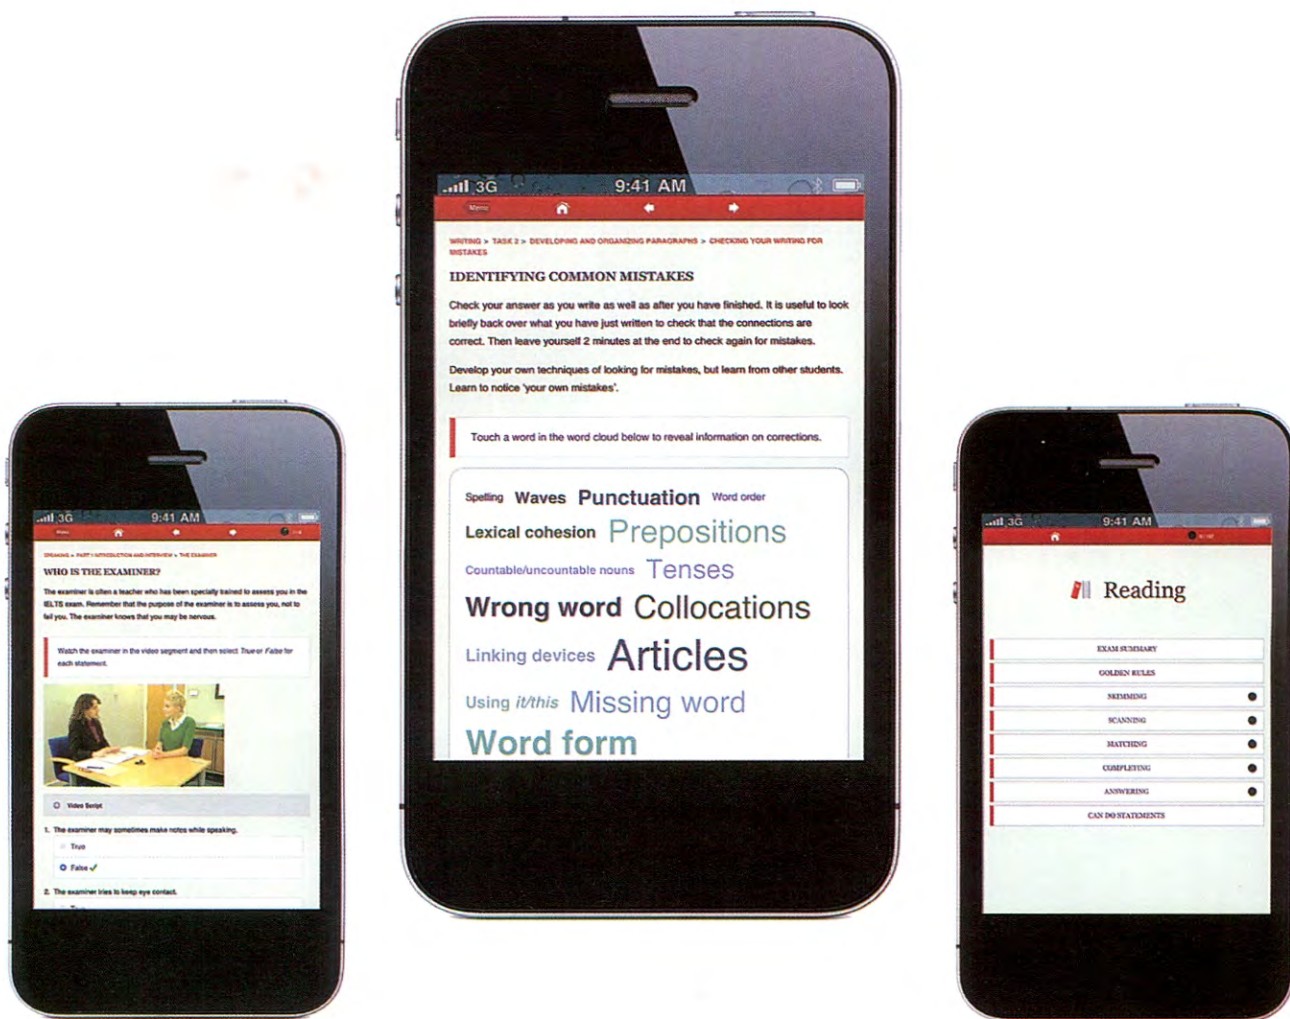 3G 9:41 AM
Menu
WRITING > TASK 2 > DEVELOPING AND ORGANIZING PARAGRAPHS > CHECKING YOUR WRITING FOR
MISTAKES
IDENTIFYING COMMON MISTAKES
Check your answer as you write as well as after you have finished. It is useful to look
briefly back over what you have just written to check that the connections are
correct. Then leave yourself 2 minutes at the end to check again for mistakes.
Develop your own techniques of looking for mistakes, but learn from other students.
Learn to notice 'your own mistakes'.
Touch a word in the word cloud below to reveal information on corrections.
Spelling Waves Punctuation Word order
Lexical cohesion Prepositions
Countable/uncountable nouns Tenses
Wrong word Collocations
Linking devices Articles
Using it/this Missing word
Word form
3G 9:41 AM
Menu
SPEAKING > PART 1 INTRODUCTION AND INTERVIEW > THE EXAMINER
WHO IS THE EXAMINER?
The examiner is often a teacher who has been specially trained to assess you in the
IELTS exam. Remember that the purpose of the examiner is to assess you, not to
fail you. The examiner knows that you may be nervous.
Watch the examiner in the video segment and then select True or False for
each statement.
Video Script
1. The examiner may sometimes make notes while speaking.
True
False
2. The examiner tries to keep eye contact.
True
3G 9:41 AM
Reading
EXAM SUMMARY
GOLDEN RULES
SKIMMING
SCANNING
MATCHING
COMPLETING
ANSWERING
CAN DO STATEMENTS